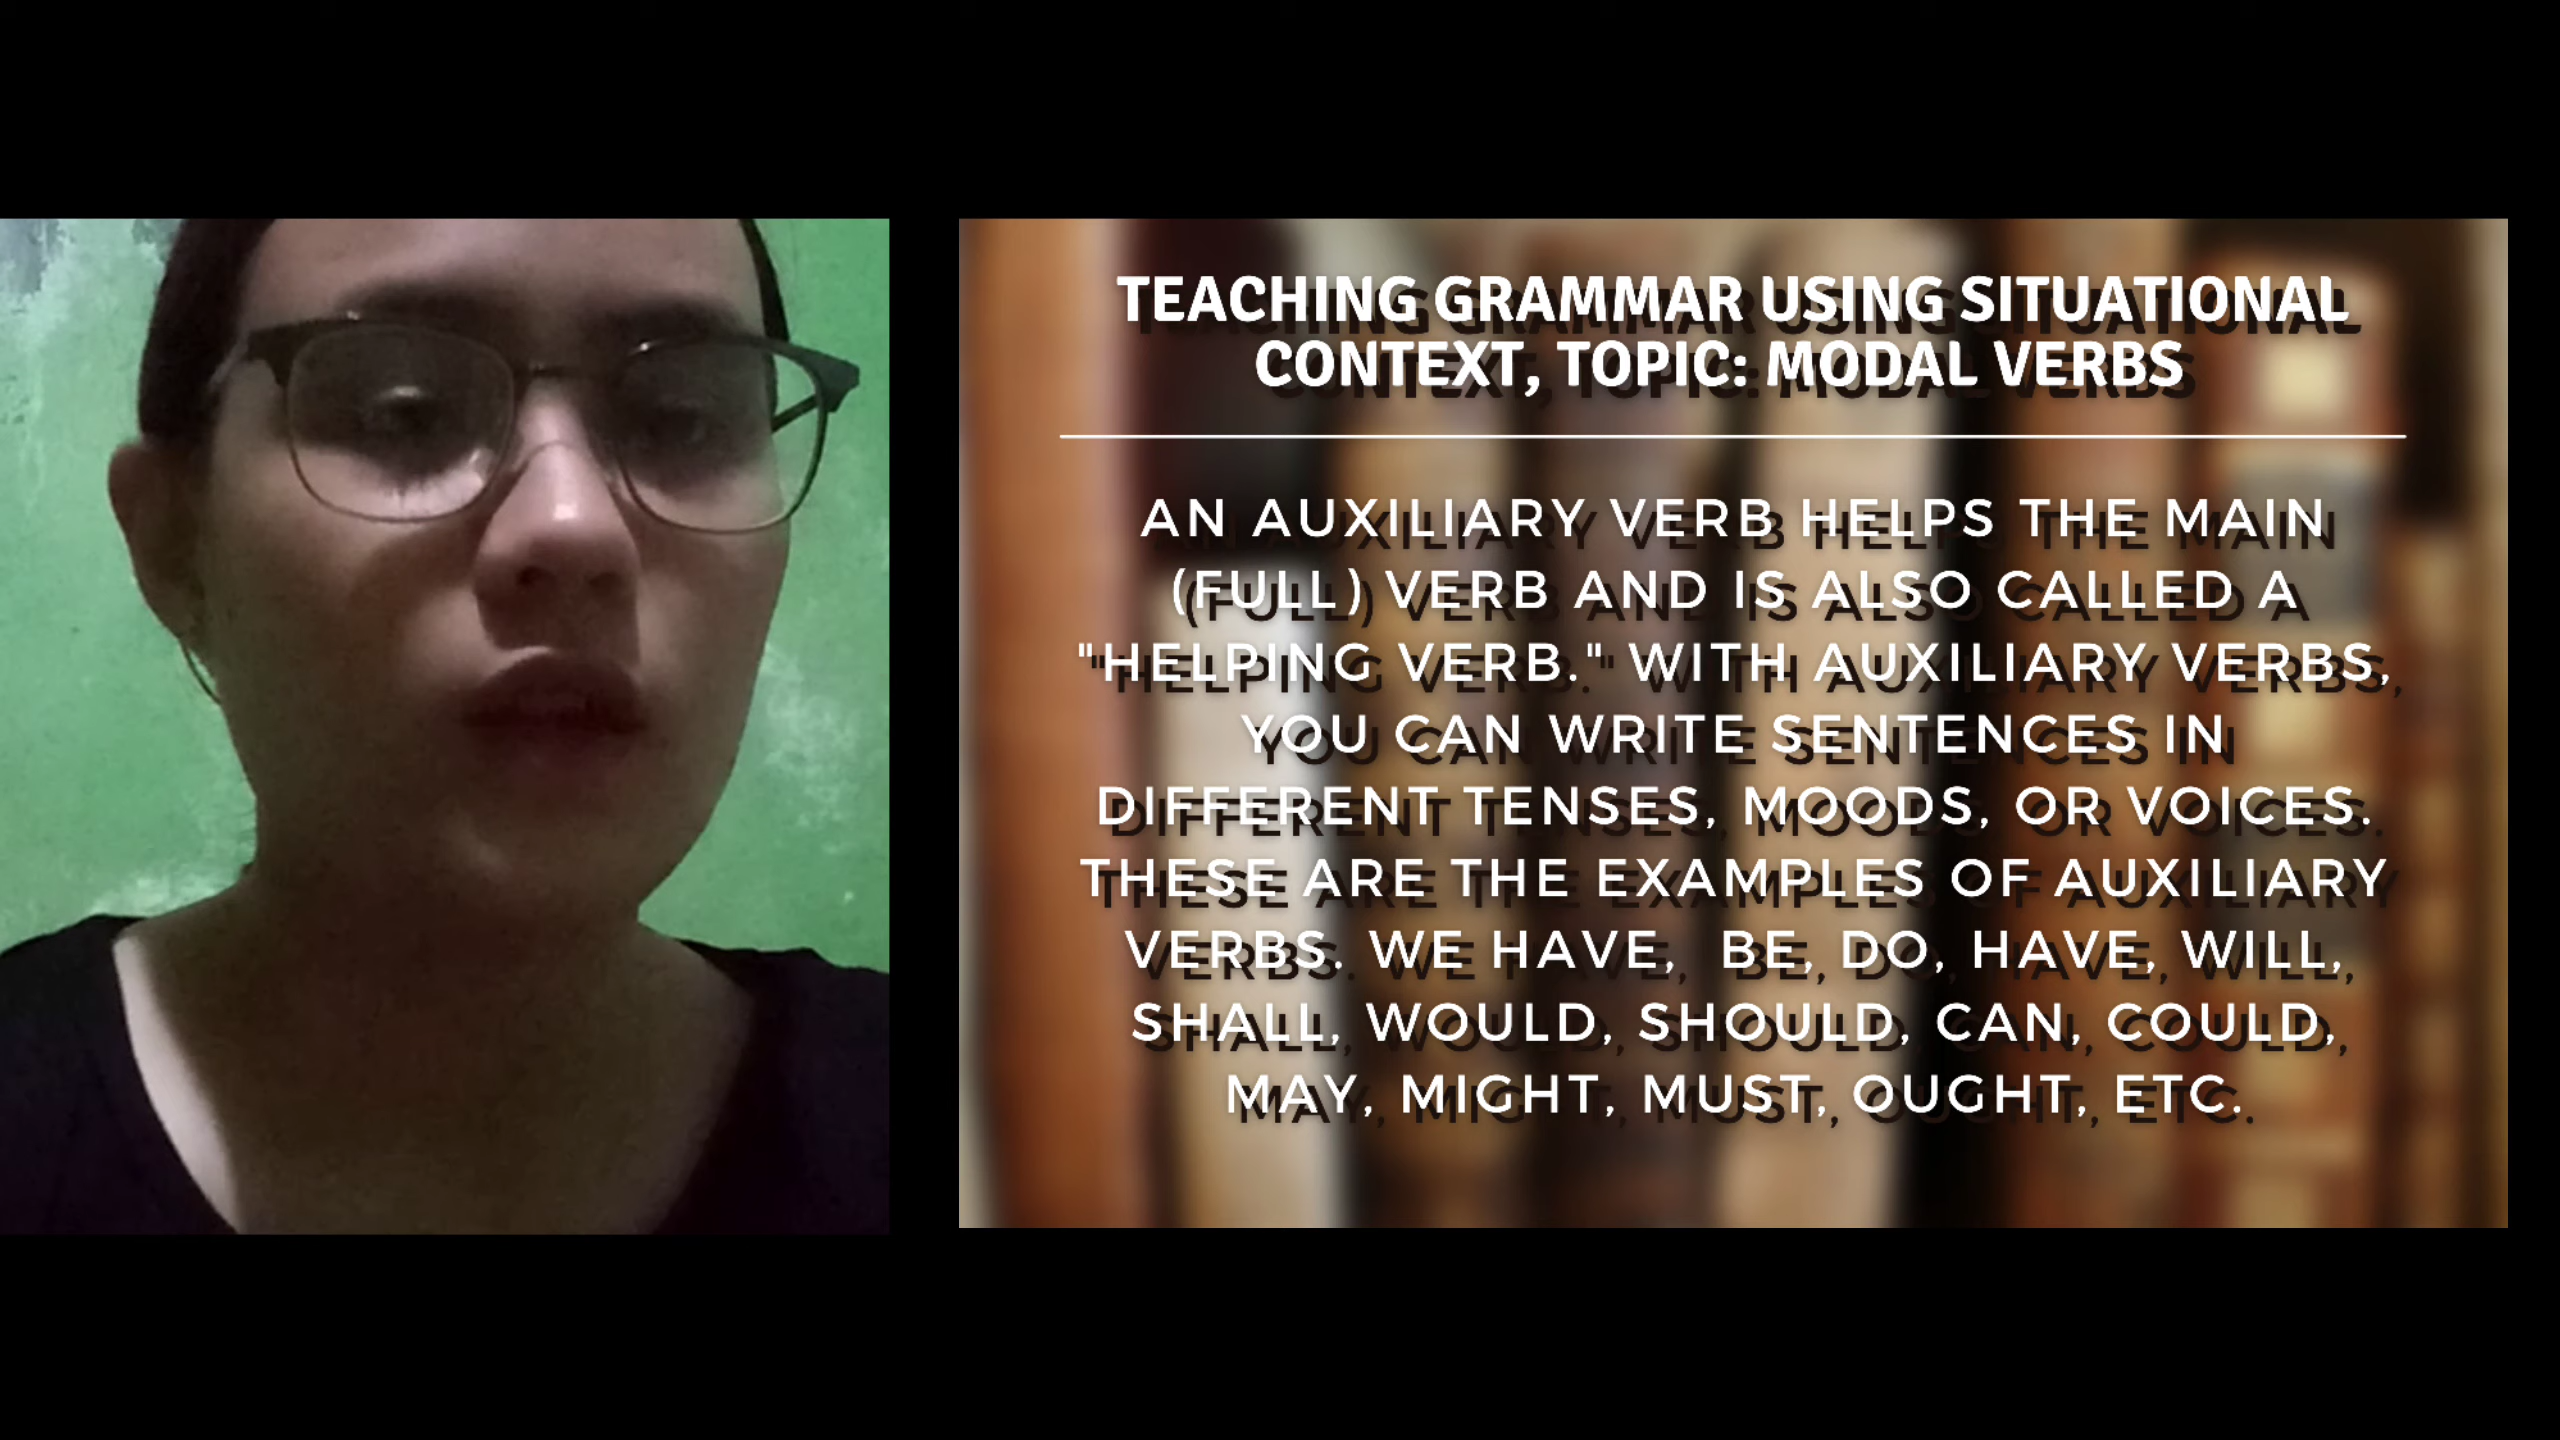 TEACHING GRAMMAR USING SITUATIONAL
CONTEXT, TOPIC: MODAL VERBS
AN AUXILIARY VERB HELPS THE MAIN
(FULL) VERB AND IS ALSO CALLED A
"HELPING VERB." WITH AUXILIARY VERBS,
YOU CAN WRITE SENTENCES IN
DIFFERENT TENSES, MOODS, OR VOICES.
THESE ARE THE EXAMPLES OF AUXILIARY
VERBS. WE HAVE, BE, DO, HAVE, WILL,
SHALL, WOULD, SHOULD, CAN, COULD,
MAY, MIGHT, MUST, OUGHT, ETC.